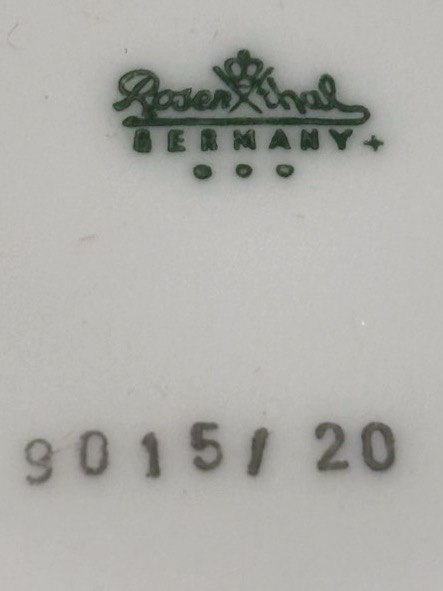 Rosenthal
GERMANY +
9015/ 20